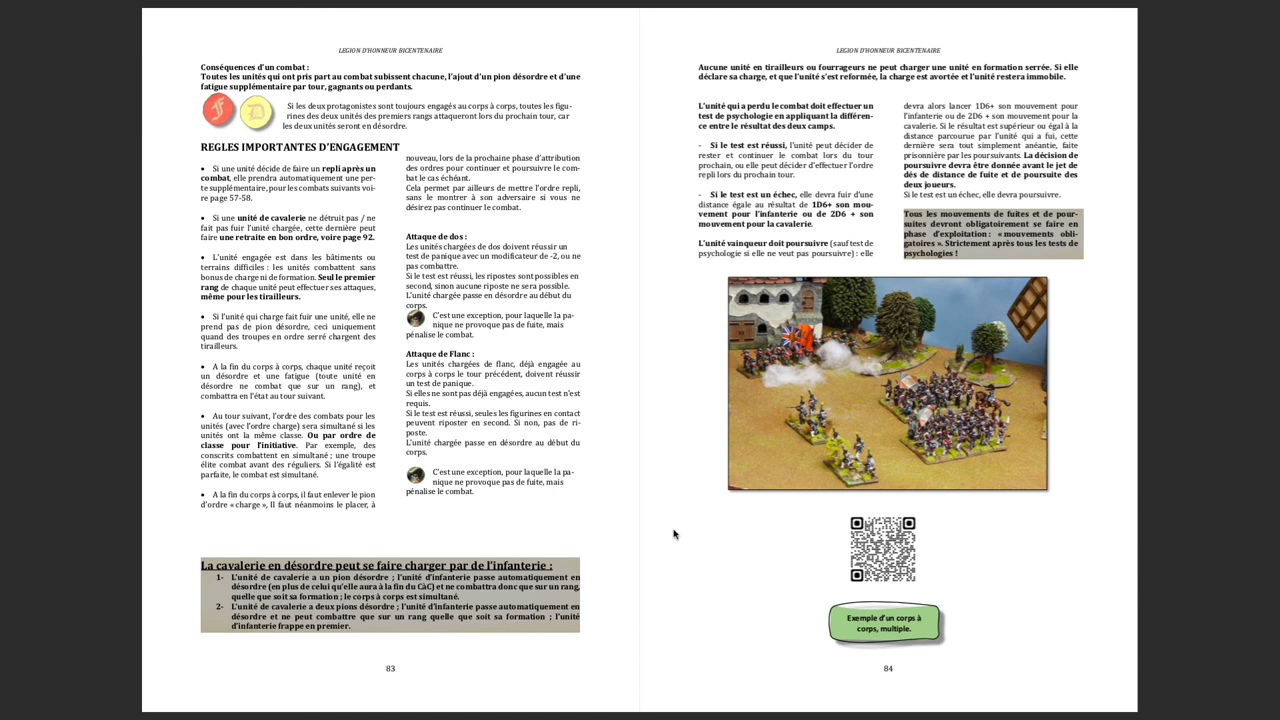 LEGION D'HONNEUR BICENTENAIRE
Conséquences d'un combat :
Toutes les unités qui ont pris part au combat subissent chacune, l'ajout d'un pion désordre et d'une
fatigue supplémentaire par tour, gagnants ou perdants.
F D
Si les deux protagonistes sont toujours engagés au corps à corps, toutes les figu-
rines des deux unités des premiers rangs attaqueront lors du prochain tour, car
les deux unités seront en désordre.
REGLES IMPORTANTES D'ENGAGEMENT
• Si une unité décide de faire un repli après un
combat, elle prendra automatiquement une per-
te supplémentaire, pour les combats suivants voi-
re page 57-58.
• Si une unité de cavalerie ne détruit pas / ne
fait pas fuir l'unité chargée, cette dernière peut
faire une retraite en bon ordre, voire page 92.
• L'unité engagée est dans les bâtiments ou
terrains difficiles : les unités combattent sans
bonus de charge ni de formation. Seul le premier
rang de chaque unité peut effectuer ses attaques,
même pour les tirailleurs.
• Si l'unité qui charge fait fuir une unité, elle ne
prend pas de pion désordre, ceci uniquement
quand des troupes en ordre serré chargent des
tirailleurs.
• A la fin du corps à corps, chaque unité reçoit
un désordre et une fatigue (toute unité en
désordre ne combat que sur un rang), et
combattra en l'état au tour suivant.
• Au tour suivant, l'ordre des combats pour les
unités (avec l'ordre charge) sera simultané si les
unités ont la même classe. Ou par ordre de
classe pour l'initiative. Par exemple, des
conscrits combattent en simultané ; une troupe
élite combat avant des réguliers. Si l'égalité est
parfaite, le combat est simultané.
• A la fin du corps à corps, il faut enlever le pion
d'ordre « charge », Il faut néanmoins le placer, à
nouveau, lors de la prochaine phase d'attribution
des ordres pour continuer et poursuivre le com-
bat le cas échéant.
Cela permet par ailleurs de mettre l'ordre repli,
sans le montrer à son adversaire si vous ne
désirez pas continuer le combat.
Attaque de dos :
Les unités chargées de dos doivent réussir un
test de panique avec un modificateur de -2, ou ne
pas combattre.
Si le test est réussi, les ripostes sont possibles en
second, sinon aucune riposte ne sera possible.
L'unité chargée passe en désordre au début du
corps.
C'est une exception, pour laquelle la pa-
nique ne provoque pas de fuite, mais
pénalise le combat.
Attaque de Flanc :
Les unités chargées de flanc, déjà engagée au
corps à corps le tour précédent, doivent réussir
un test de panique.
Si elles ne sont pas déjà engagées, aucun test n'est
requis.
Si le test est réussi, seules les figurines en contact
peuvent riposter en second. Si non, pas de ri-
poste.
L'unité chargée passe en désordre au début du
corps.
C'est une exception, pour laquelle la pa-
nique ne provoque pas de fuite, mais
pénalise le combat.
La cavalerie en désordre peut se faire charger par de l'infanterie :
1- L'unité de cavalerie a un pion désordre ; l'unité d'infanterie passe automatiquement en
désordre (en plus de celui qu'elle aura à la fin du CàC) et ne combattra donc que sur un rang,
quelle que soit sa formation ; le corps à corps est simultané.
2- L'unité de cavalerie a deux pions désordre ; l'unité d'infanterie passe automatiquement en
désordre et ne peut combattre que sur un rang quelle que soit sa formation ; l'unité
d'infanterie frappe en premier.
83
LEGION D'HONNEUR BICENTENAIRE
Aucune unité en tirailleurs ou fourrageurs ne peut charger une unité en formation serrée. Si elle
déclare sa charge, et que l'unité s'est reformée, la charge est avortée et l'unité restera immobile.
L'unité qui a perdu le combat doit effectuer un
test de psychologie en appliquant la différen-
ce entre le résultat des deux camps.
- Si le test est réussi, l'unité peut décider de
rester et continuer le combat lors du tour
prochain, ou elle peut décider d'effectuer l'ordre
repli lors du prochain tour.
- Si le test est un échec, elle devra fuir d'une
distance égale au résultat de 1D6+ son mou-
vement pour l'infanterie ou de 2D6 + son
mouvement pour la cavalerie.
L'unité vainqueur doit poursuivre (sauf test de
psychologie si elle ne veut pas poursuivre) : elle
devra alors lancer 1D6+ son mouvement pour
l'infanterie ou de 2D6 + son mouvement pour la
cavalerie. Si le résultat est supérieur ou égal à la
distance parcourue par l'unité qui a fui, cette
dernière sera tout simplement anéantie, faite
prisonnière par les poursuivants. La décision de
poursuivre devra être donnée avant le jet de
dés de distance de fuite et de poursuite des
deux joueurs.
Si le test est un échec, elle devra poursuivre.
Tous les mouvements de fuites et de pour-
suites devront obligatoirement se faire en
phase d'exploitation : « mouvements obli-
gatoires ». Strictement après tous les tests de
psychologies !
Exemple d'un corps à
corps, multiple.
84